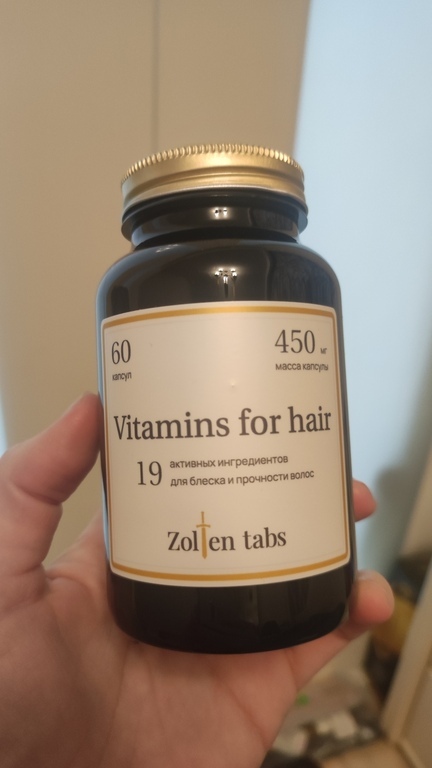 60
капсул
450 мг
масса капсулы
Vitamins for hair
19 активных ингредиентов
для блеска и прочности волос
Zolten tabs